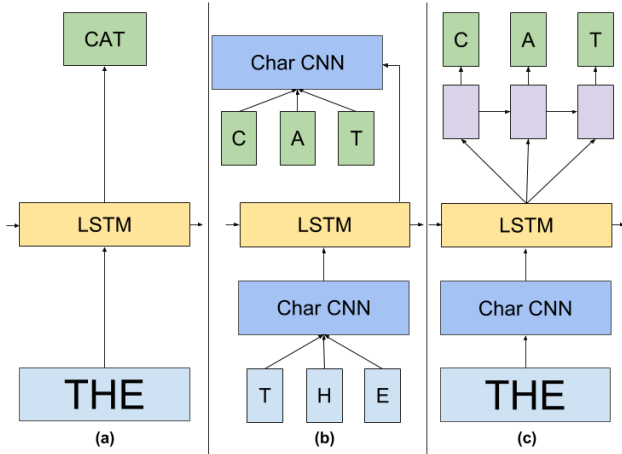 CAT
LSTM
THE
(a)
Char CNN
C A T
LSTM
Char CNN
T H E
(b)
C A T
LSTM
Char CNN
THE
(c)